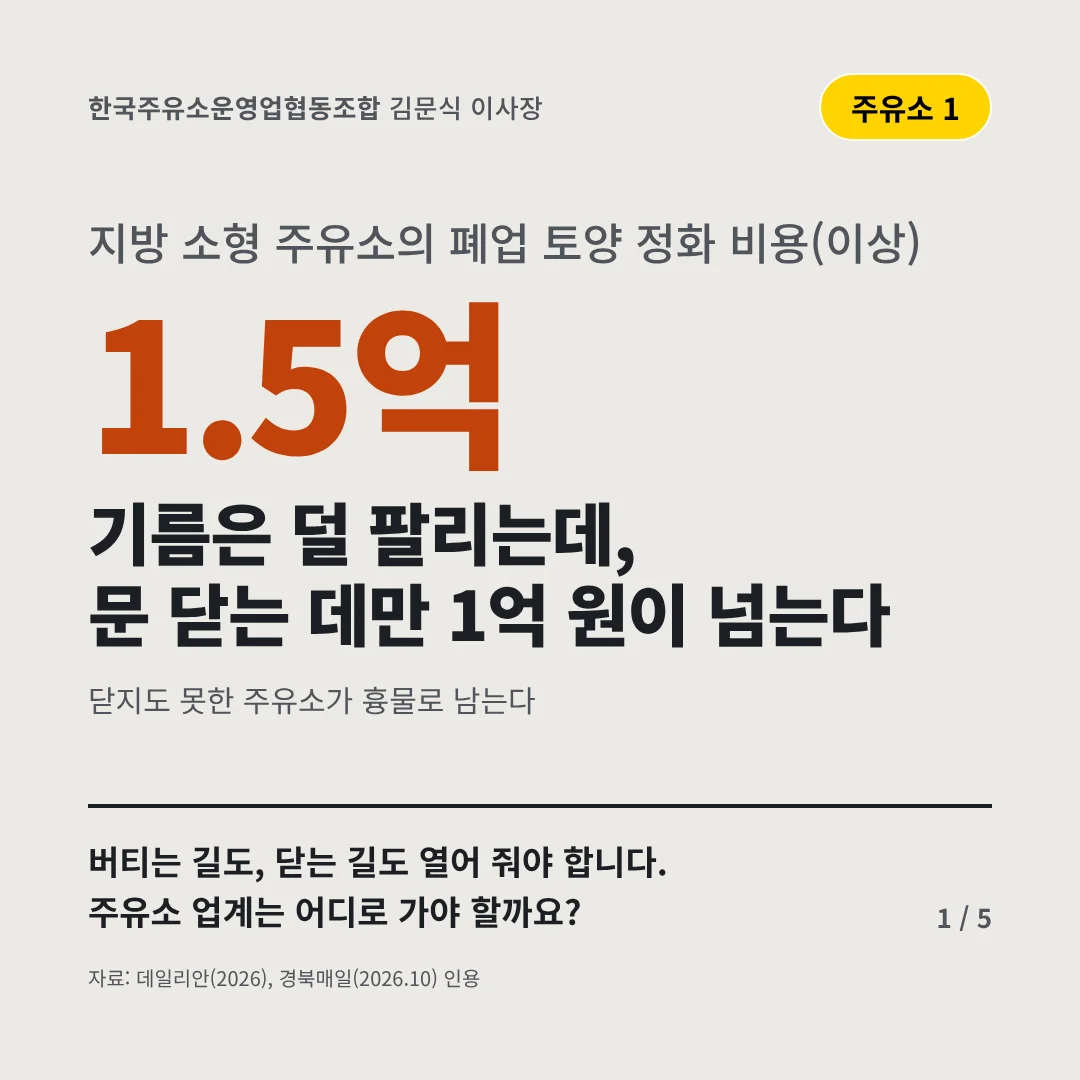 한국주유소운영업협동조합 김문식 이사장
주유소 1
지방 소형 주유소의 폐업 토양 정화 비용(이상)
1.5억
기름은 덜 팔리는데,
문 닫는 데만 1억 원이 넘는다
닫지도 못한 주유소가 흉물로 남는다
버티는 길도, 닫는 길도 열어 줘야 합니다.
주유소 업계는 어디로 가야 할까요?
1 / 5
자료: 데일리안(2026), 경북매일(2026.10) 인용